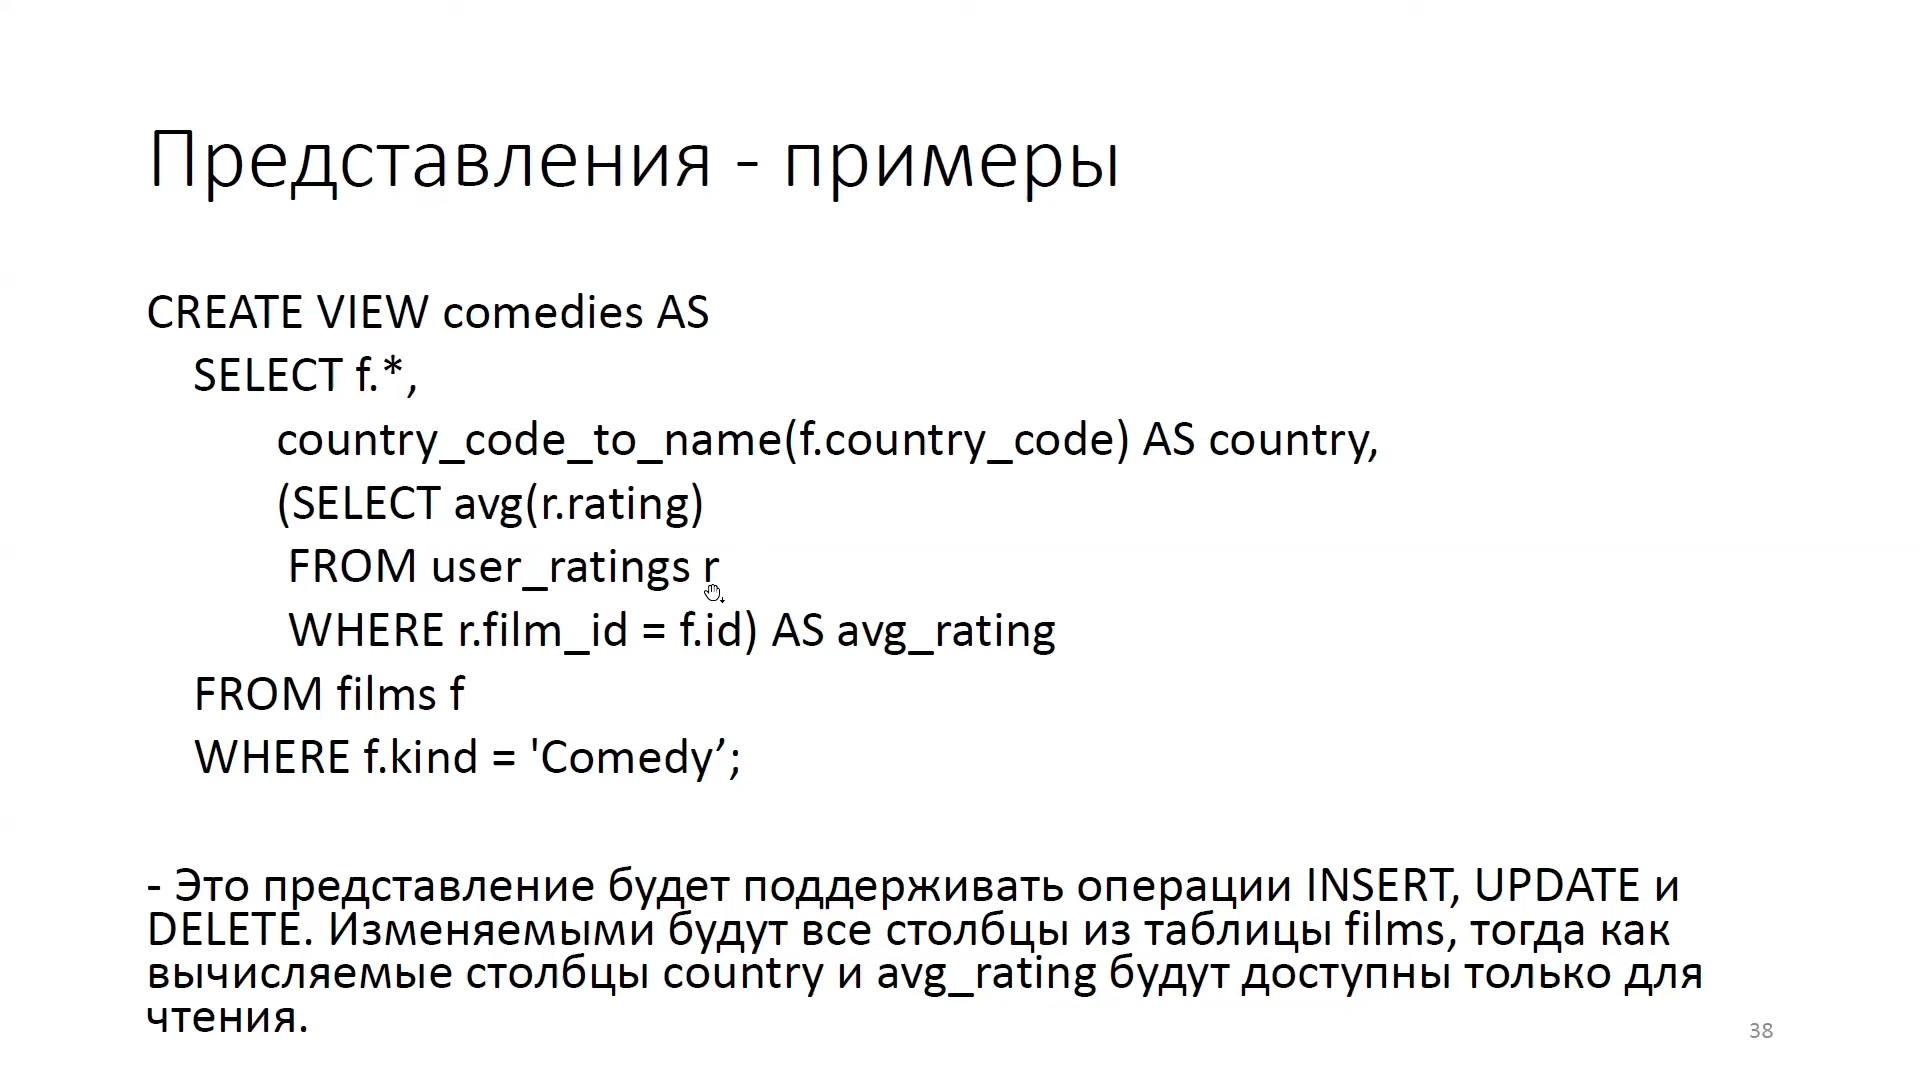 Представления - примеры
CREATE VIEW comedies AS
SELECT f.*,
country_code_to_name(f.country_code) AS country,
(SELECT avg(r.rating)
FROM user_ratings r
WHERE r.film_id = f.id) AS avg_rating
FROM films f
WHERE f.kind = 'Comedy’;
- Это представление будет поддерживать операции INSERT, UPDATE и
DELETE. Изменяемыми будут все столбцы из таблицы films, тогда как
вычисляемые столбцы country и avg_rating будут доступны только для
чтения.
38